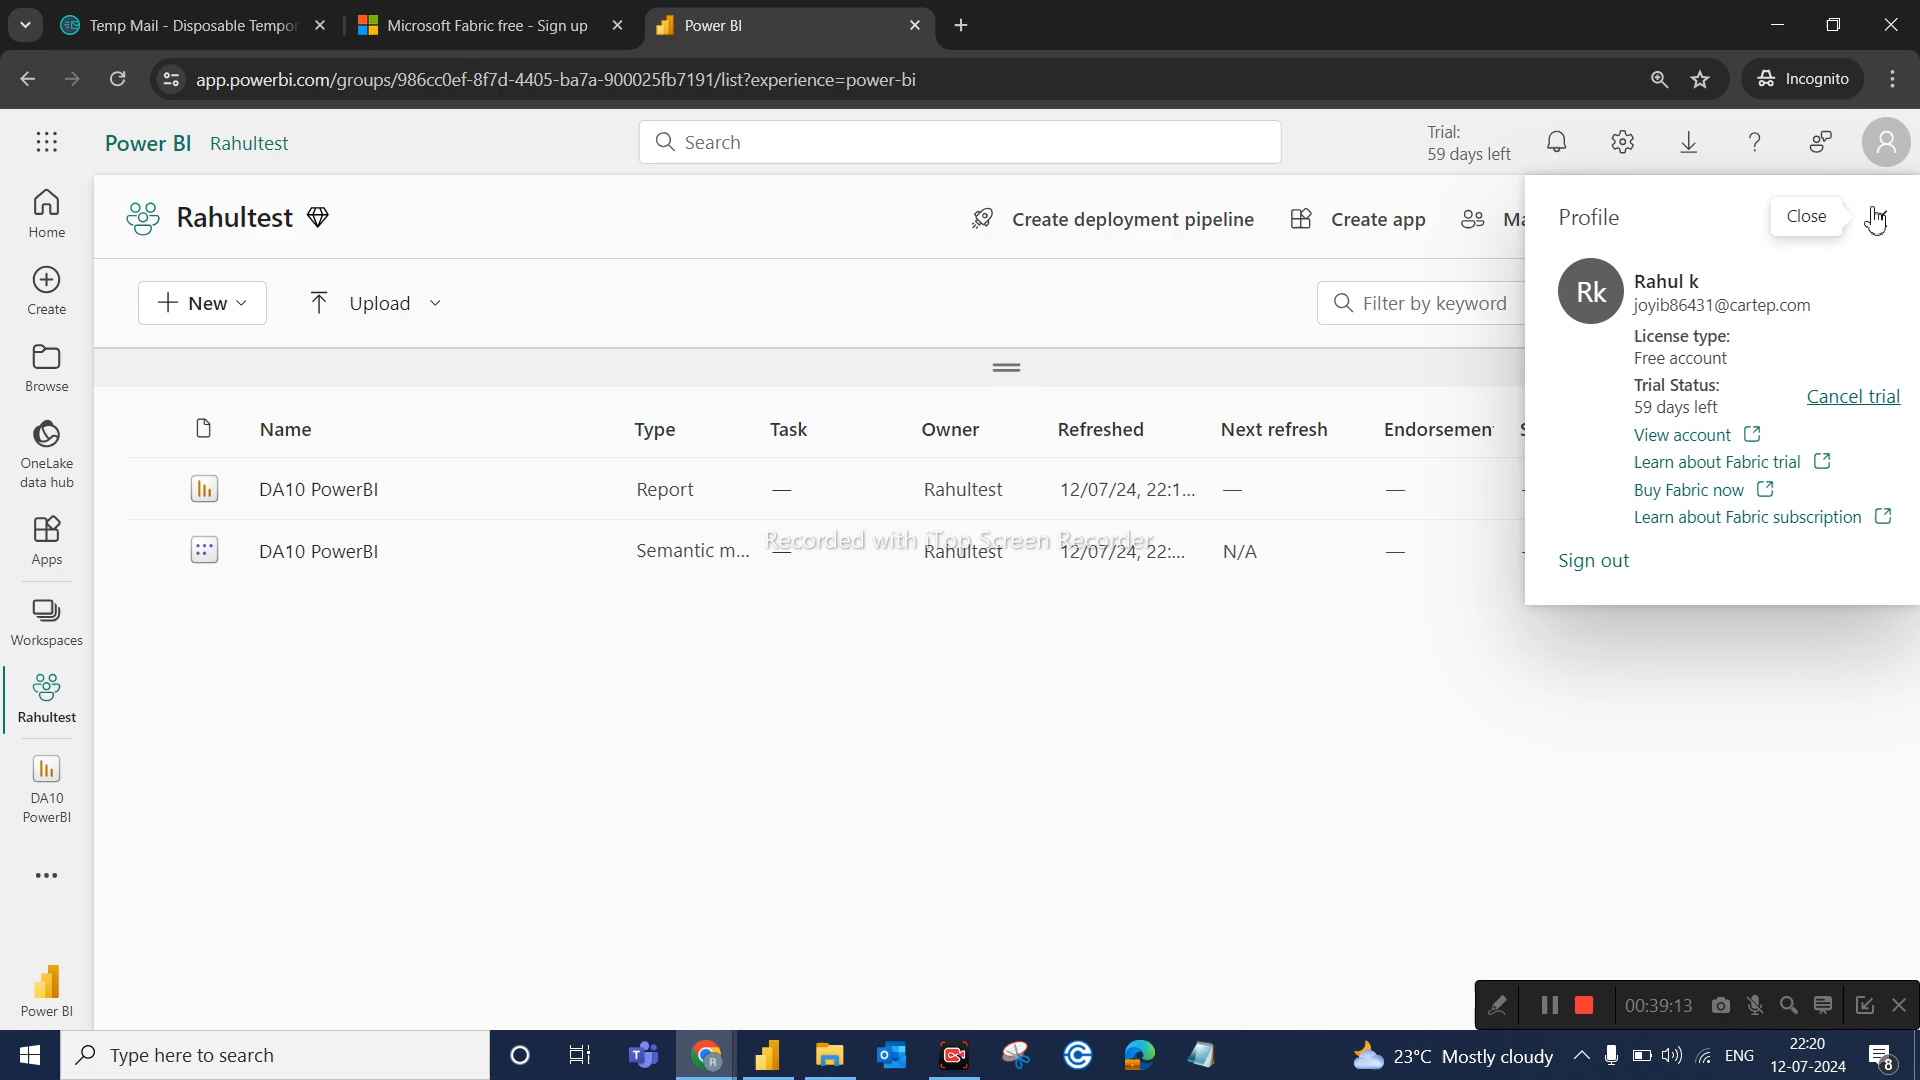 Temp Mail - Disposable Tempor
Microsoft Fabric free - Sign up
Power BI
app.powerbi.com/groups/986cc0ef-8f7d-4405-ba7a-900025fb7191/list?experience=power-bi
Incognito
Power BI Rahultest
Search
Trial:
59 days left
Rahultest
Create deployment pipeline
Create app
Ma
Profile
Close
New
Upload
Filter by keyword
Rk
Rahul k
joyib86431@cartep.com
License type:
Free account
Trial Status:
59 days left
Cancel trial
View account
Learn about Fabric trial
Buy Fabric now
Learn about Fabric subscription
Sign out
Name Type Task Owner Refreshed Next refresh Endorsemen S
DA10 PowerBI Report — Rahultest 12/07/24, 22:1... — —
DA10 PowerBI Semantic m... — Rahultest 12/07/24, 22:... N/A —
Recorded with iTop Screen Recorder
Home
Create
Browse
OneLake
data hub
Apps
Workspaces
Rahultest
DA10
PowerBI
Power BI
00:39:13
Type here to search
23°C Mostly cloudy
ENG
22:20
12-07-2024
8